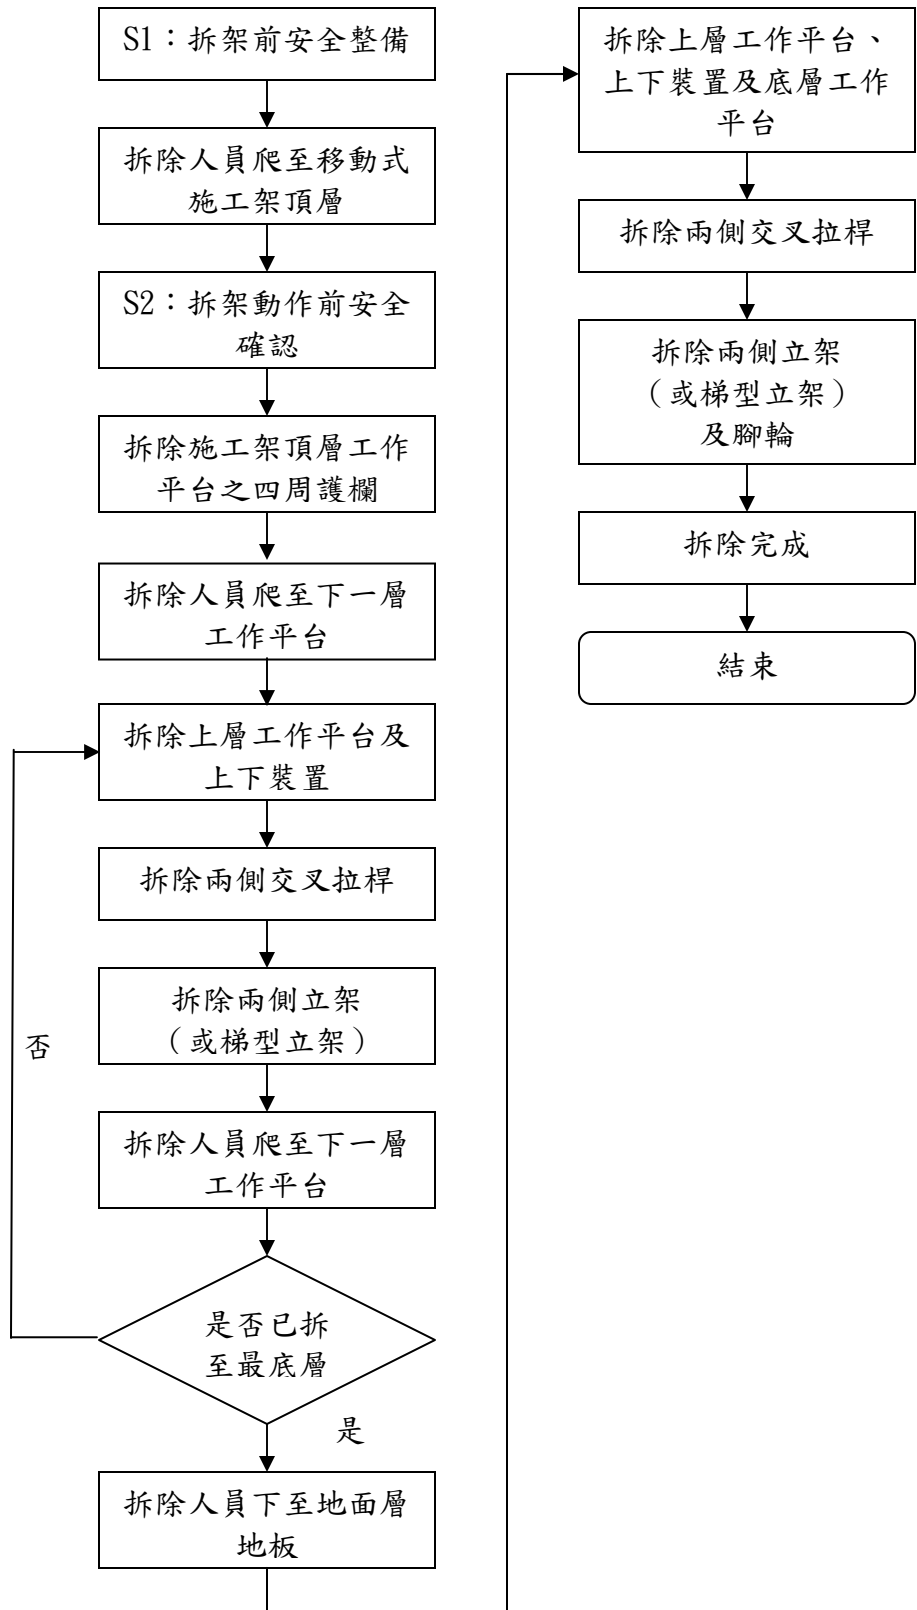 S1：拆架前安全整備
拆除人員爬至移動式
施工架頂層
S2：拆架動作前安全
確認
拆除施工架頂層工作
平台之四周護欄
拆除人員爬至下一層
工作平台
拆除上層工作平台及
上下裝置
拆除兩側交叉拉桿
拆除兩側立架
（或梯型立架）
否
拆除人員爬至下一層
工作平台
是否已拆
至最底層
是
拆除人員下至地面層
地板
拆除上層工作平台、
上下裝置及底層工作
平台
拆除兩側交叉拉桿
拆除兩側立架
（或梯型立架）
及腳輪
拆除完成
結束